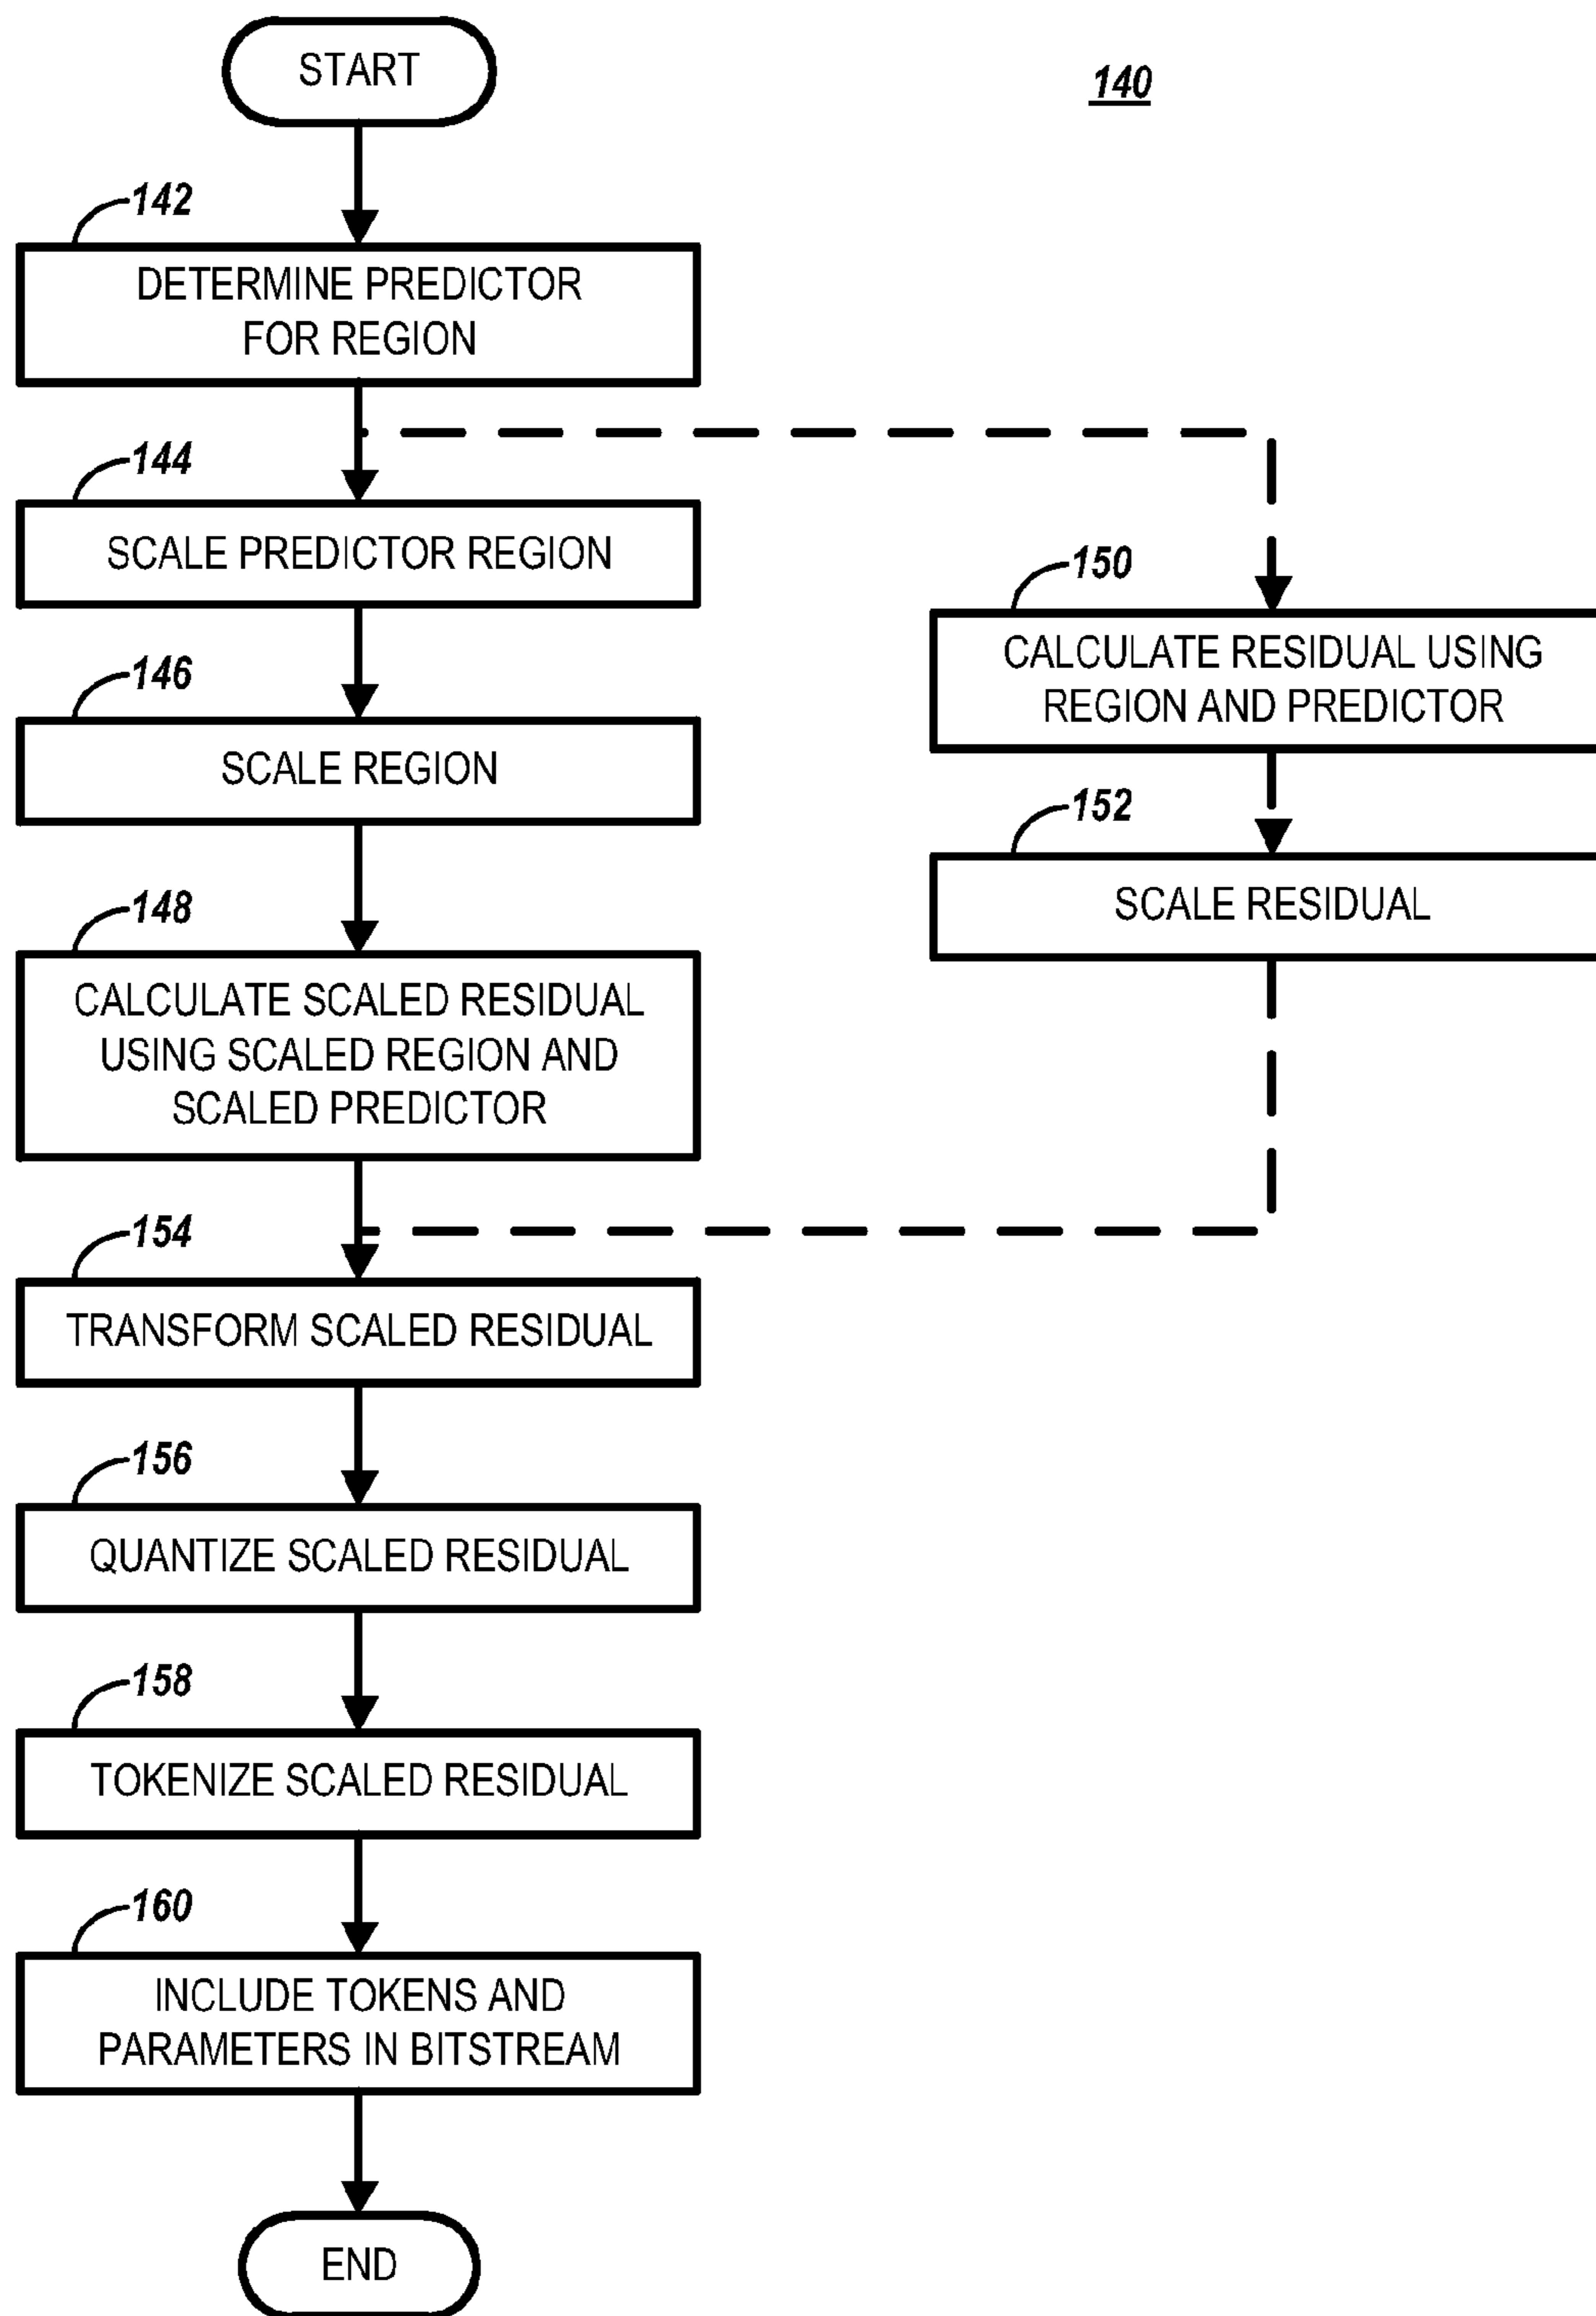 START
140
142
DETERMINE PREDICTOR
FOR REGION
144
SCALE PREDICTOR REGION
146
SCALE REGION
148
CALCULATE SCALED RESIDUAL
USING SCALED REGION AND
SCALED PREDICTOR
150
CALCULATE RESIDUAL USING
REGION AND PREDICTOR
152
SCALE RESIDUAL
154
TRANSFORM SCALED RESIDUAL
156
QUANTIZE SCALED RESIDUAL
158
TOKENIZE SCALED RESIDUAL
160
INCLUDE TOKENS AND
PARAMETERS IN BITSTREAM
END